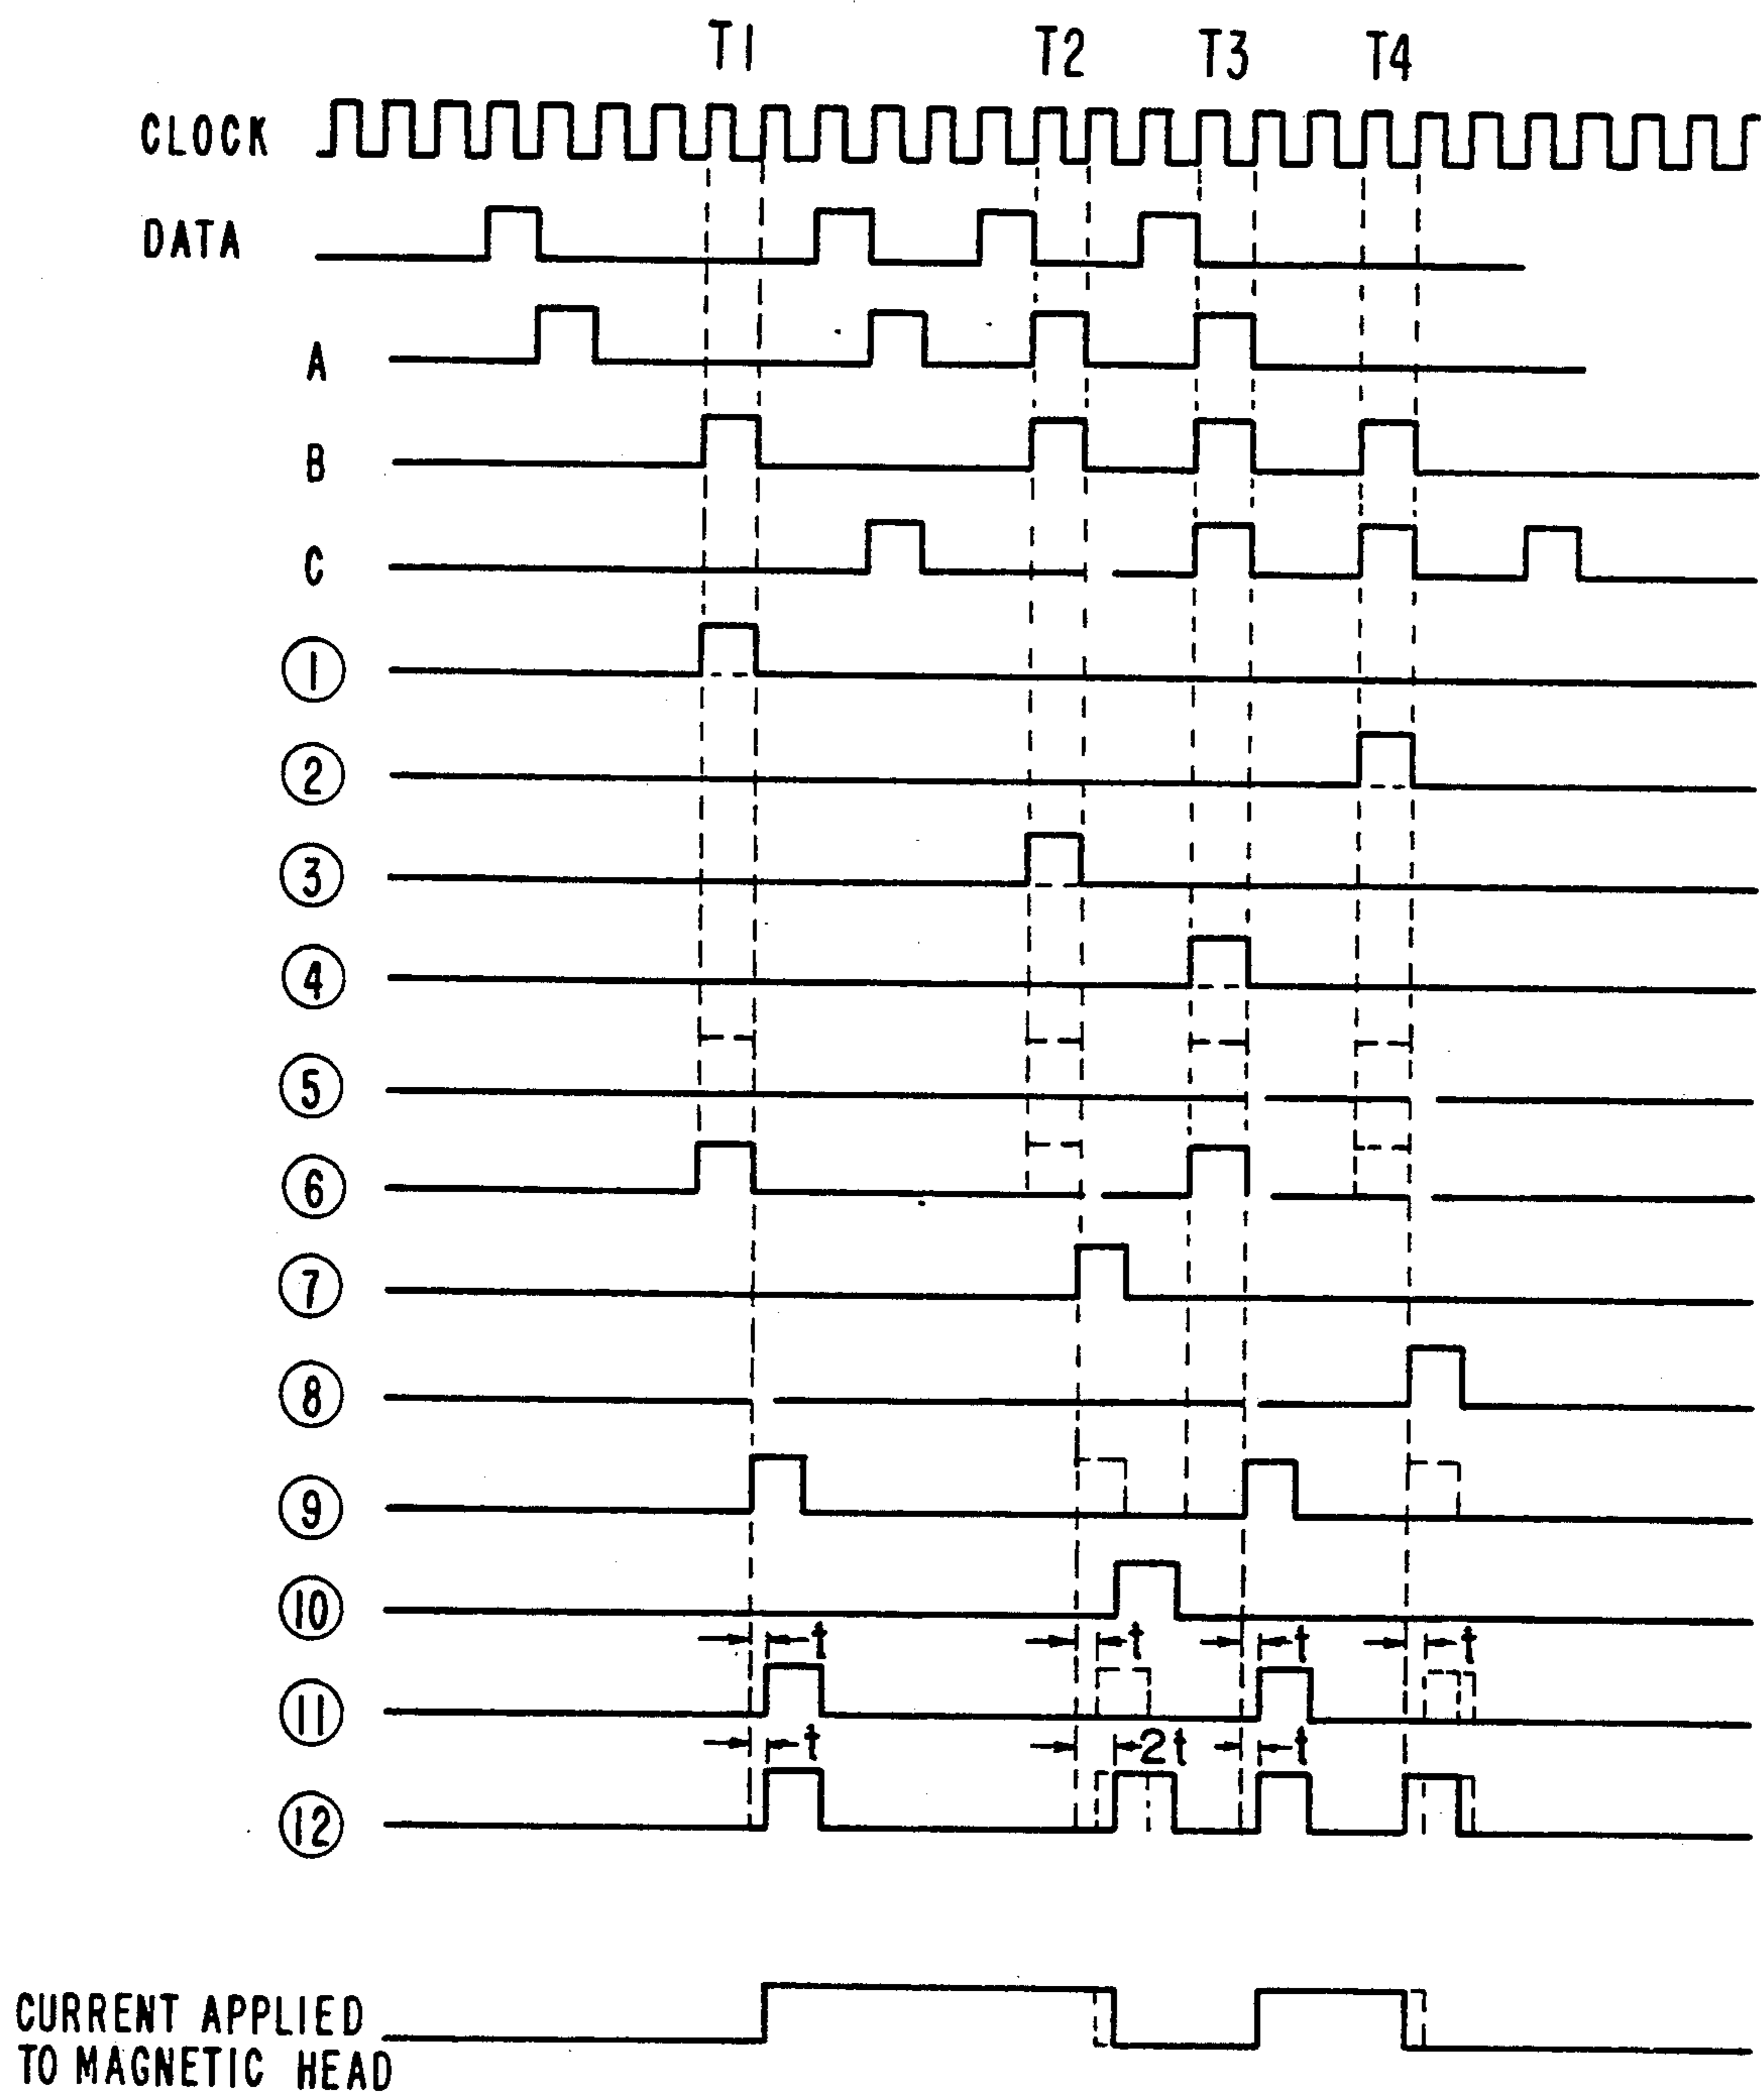 T1 T2 T3 T4
CLOCK
DATA
A
B
C
1
2
3
4
5
6
7
8
9
10
t t t t
11
t 2t t
12
CURRENT APPLIED
TO MAGNETIC HEAD